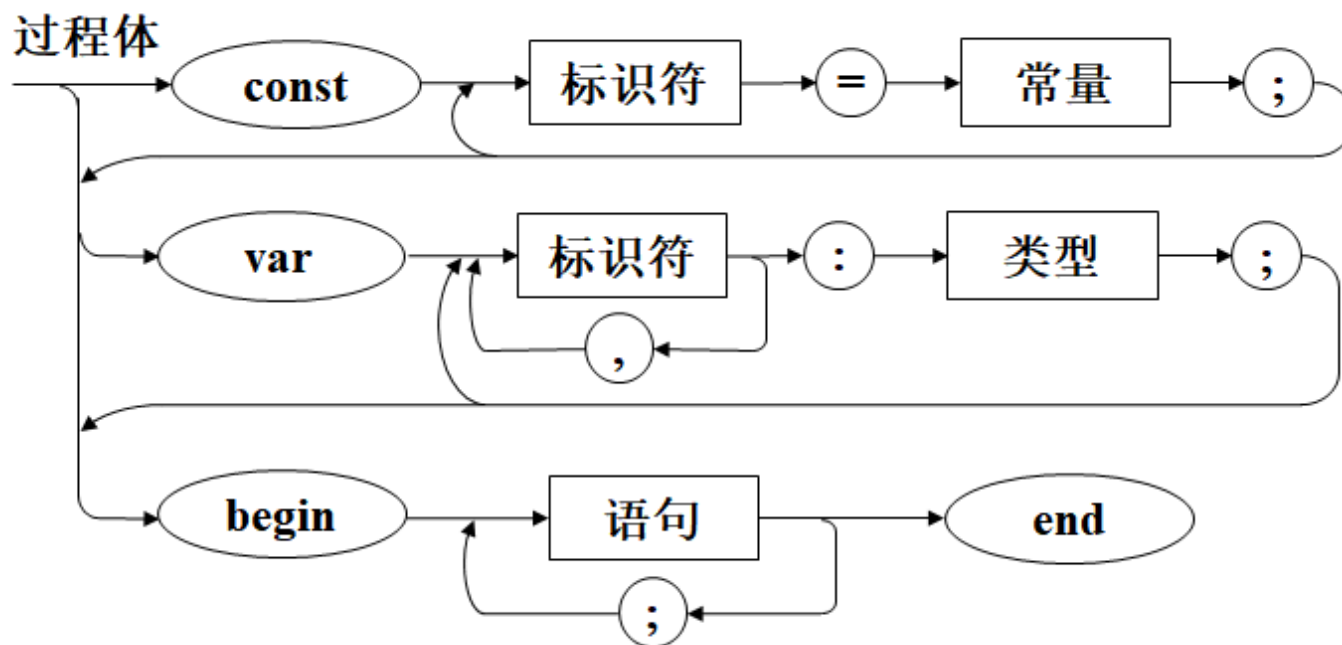 过程体
const 标识符 = 常量 ;
var 标识符 : 类型 ;
,
begin 语句 end
;